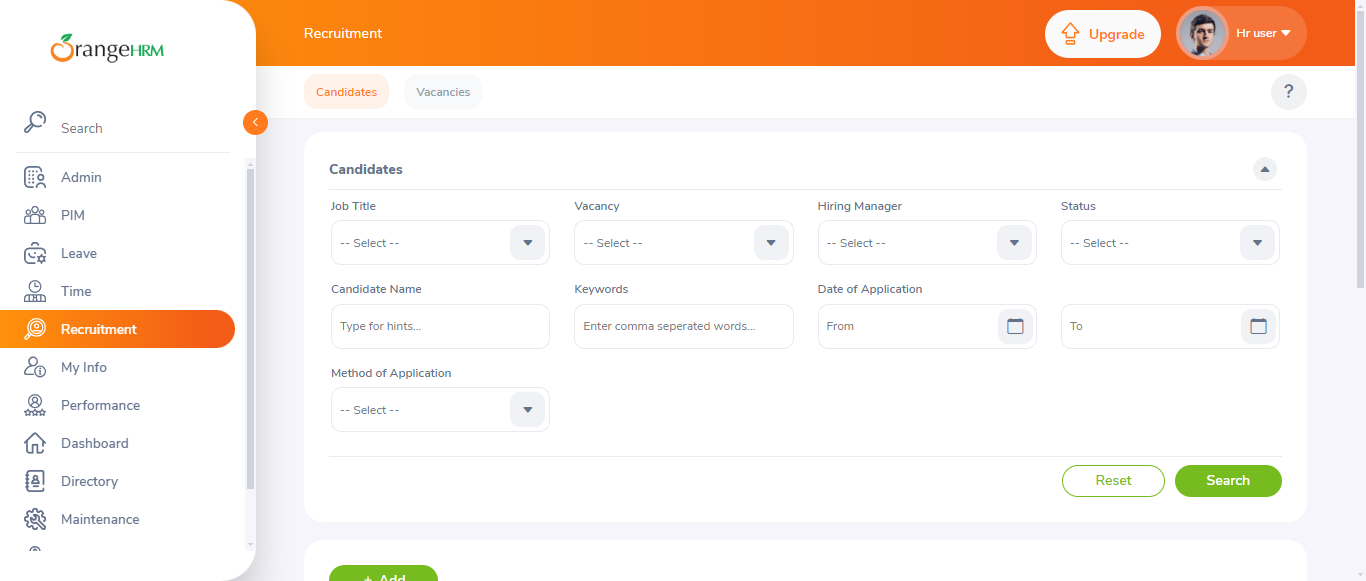 OrangeHRM
Search
Admin
PIM
Leave
Time
Recruitment
My Info
Performance
Dashboard
Directory
Maintenance
Recruitment
Upgrade
Hr user
Candidates
Vacancies
?
Candidates
Job Title
Vacancy
Hiring Manager
Status
-- Select --
-- Select --
-- Select --
-- Select --
Candidate Name
Keywords
Date of Application
Type for hints...
Enter comma seperated words...
From
To
Method of Application
-- Select --
Reset
Search
+ Add